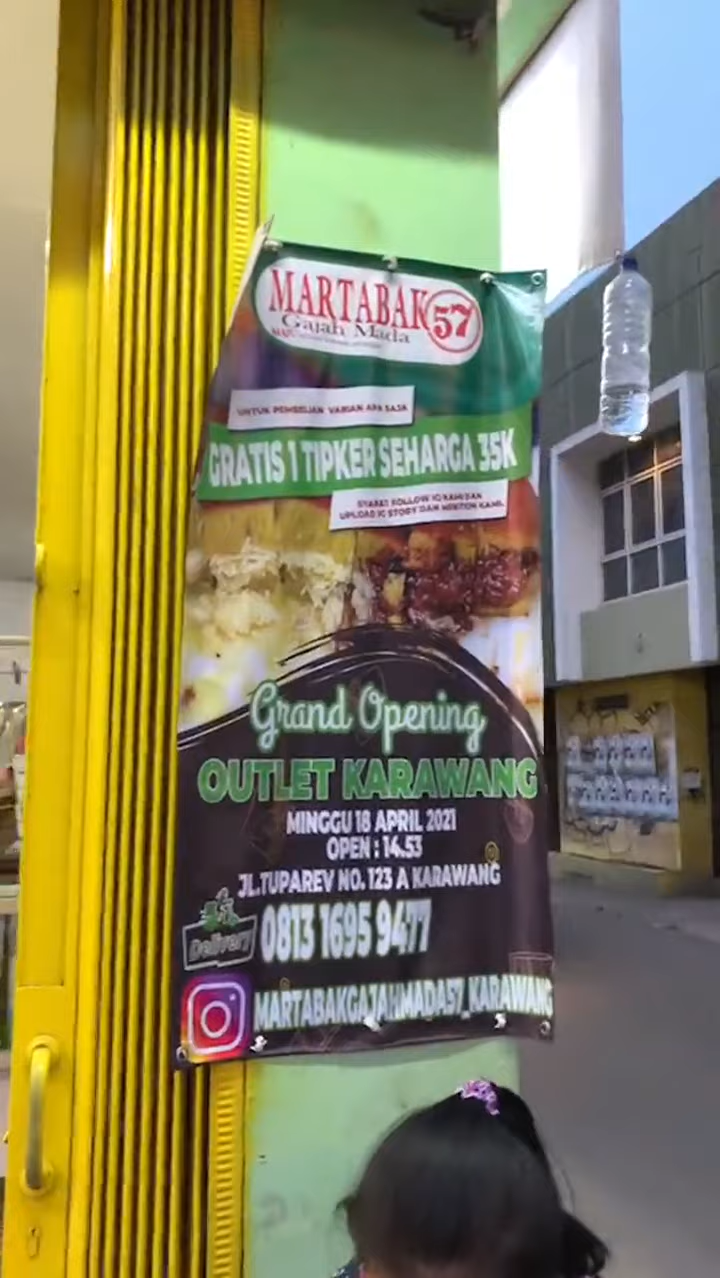 MARTABAK 57
Gajah Mada
UNTUK PEMBELIAN VARIAN APA SAJA
GRATIS 1 TIPKER SEHARGA 35K
SYARAT FOLLOW IG KAMI DAN
UPLOAD IG STORY DAN MENTION KAMI
Grand Opening
OUTLET KARAWANG
MINGGU 18 APRIL 2021
OPEN : 14.53
JL.TUPAREV NO. 123 A KARAWANG
Delivery
0813 1695 9477
MARTABAKGAJAHMADA57_KARAWANG